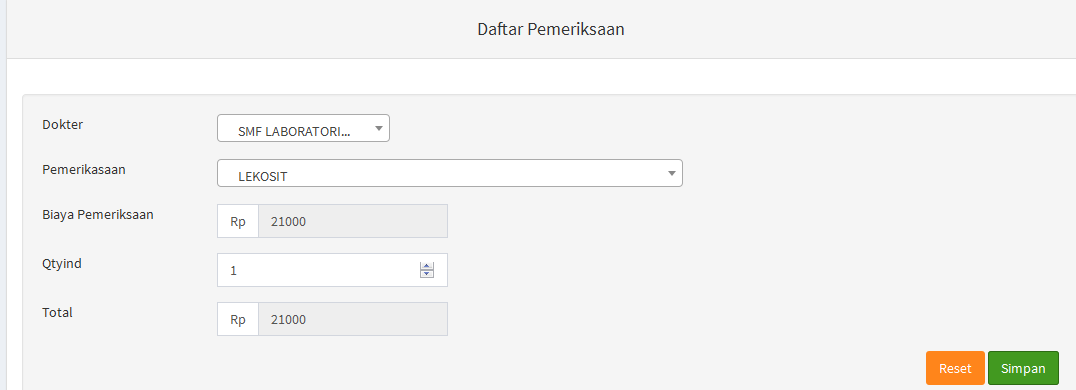 Daftar Pemeriksaan
Dokter
SMF LABORATORI...
Pemerikasaan
LEKOSIT
Biaya Pemeriksaan
Rp 21000
Qtyind
1
Total
Rp 21000
Reset Simpan